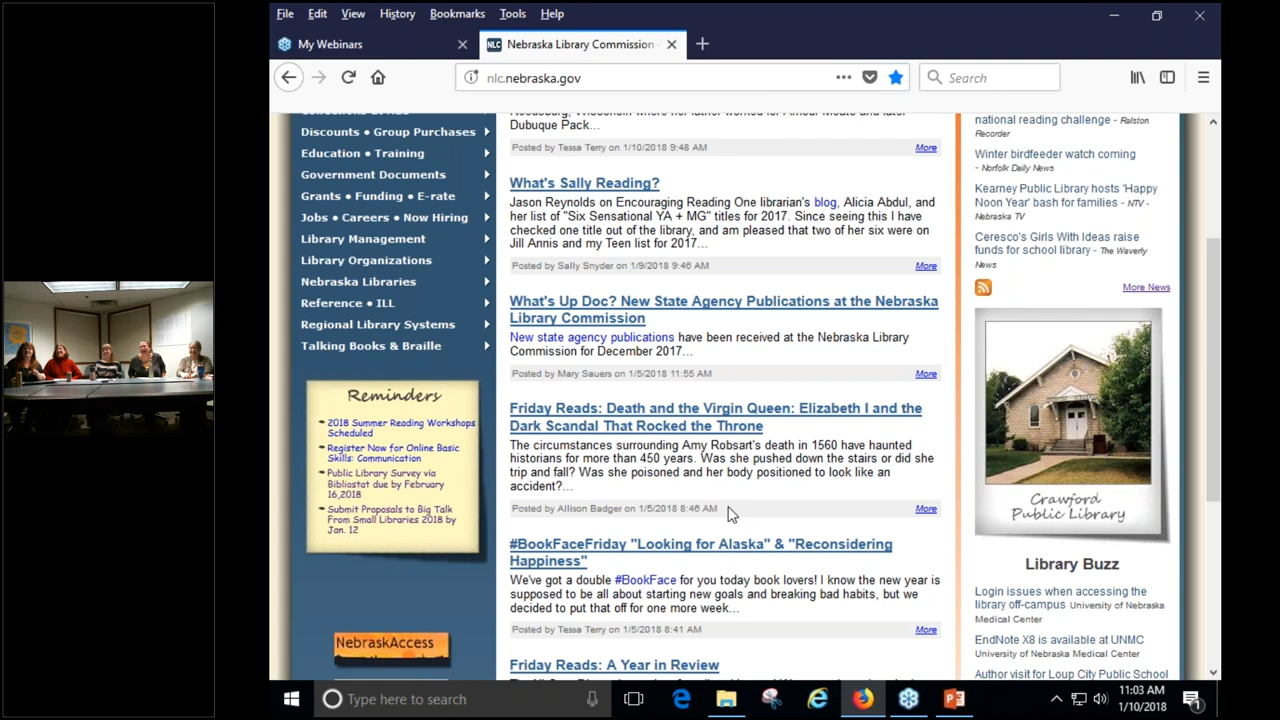 File Edit View History Bookmarks Tools Help
My Webinars
NLC Nebraska Library Commission -
nlc.nebraska.gov
Search
Discounts • Group Purchases
Education • Training
Government Documents
Grants • Funding • E-rate
Jobs • Careers • Now Hiring
Library Management
Library Organizations
Nebraska Libraries
Reference • ILL
Regional Library Systems
Talking Books & Braille
Reminders
2018 Summer Reading Workshops
Scheduled
Register Now for Online Basic
Skills: Communication
Public Library Survey via
Bibliostat due by February
16,2018
Submit Proposals to Big Talk
From Small Libraries 2018 by
Jan. 12
NebraskAccess
Dubuque Pack...
Posted by Tessa Terry on 1/10/2018 9:48 AM More
What's Sally Reading?
Jason Reynolds on Encouraging Reading One librarian's blog, Alicia Abdul, and
her list of "Six Sensational YA + MG" titles for 2017. Since seeing this I have
checked one title out of the library, and am pleased that two of her six were on
Jill Annis and my Teen list for 2017...
Posted by Sally Snyder on 1/9/2018 9:46 AM More
What's Up Doc? New State Agency Publications at the Nebraska
Library Commission
New state agency publications have been received at the Nebraska Library
Commission for December 2017...
Posted by Mary Sauers on 1/5/2018 11:55 AM More
Friday Reads: Death and the Virgin Queen: Elizabeth I and the
Dark Scandal That Rocked the Throne
The circumstances surrounding Amy Robsart's death in 1560 have haunted
historians for more than 450 years. Was she pushed down the stairs or did she
trip and fall? Was she poisoned and her body positioned to look like an
accident?...
Posted by Allison Badger on 1/5/2018 8:46 AM More
#BookFaceFriday "Looking for Alaska" & "Reconsidering
Happiness"
We've got a double #BookFace for you today book lovers! I know the new year is
supposed to be all about starting new goals and breaking bad habits, but we
decided to put that off for one more week...
Posted by Tessa Terry on 1/5/2018 8:41 AM More
Friday Reads: A Year in Review
national reading challenge - Ralston
Recorder
Winter birdfeeder watch coming
- Norfolk Daily News
Kearney Public Library hosts 'Happy
Noon Year' bash for families - NTV -
Nebraska TV
Ceresco's Girls With Ideas raise
funds for school library - The Waverly
News
More News
Crawford
Public Library
Library Buzz
Login issues when accessing the
library off-campus University of Nebraska
Medical Center
EndNote X8 is available at UNMC
University of Nebraska Medical Center
Author visit for Loup City Public School
Type here to search
11:03 AM
1/10/2018
1